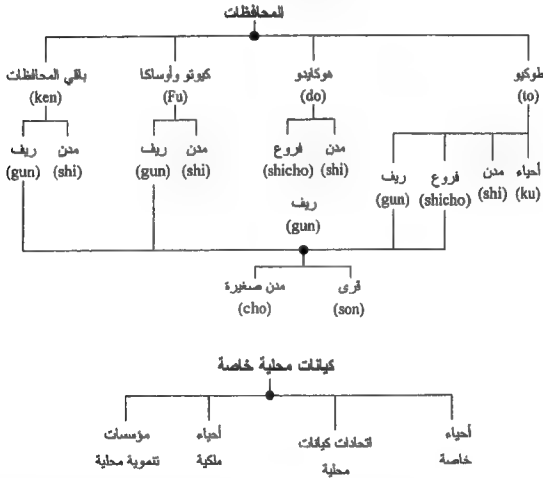 المحافظات
طوكيو
(to)
هوكايدو
(do)
كيوتو وأوساكا
(Fu)
باقي المحافظات
(ken)
أحياء
(ku)
مدن
(shi)
فروع
(shicho)
ريف
(gun)
مدن
(shi)
فروع
(shicho)
ريف
(gun)
مدن
(shi)
ريف
(gun)
مدن
(shi)
ريف
(gun)
قرى
(son)
مدن صغيرة
(cho)
كيانات محلية خاصة
أحياء
خاصة
اتحادات كيانات
محلية
أحياء
ملكية
مؤسسات
تنموية محلية